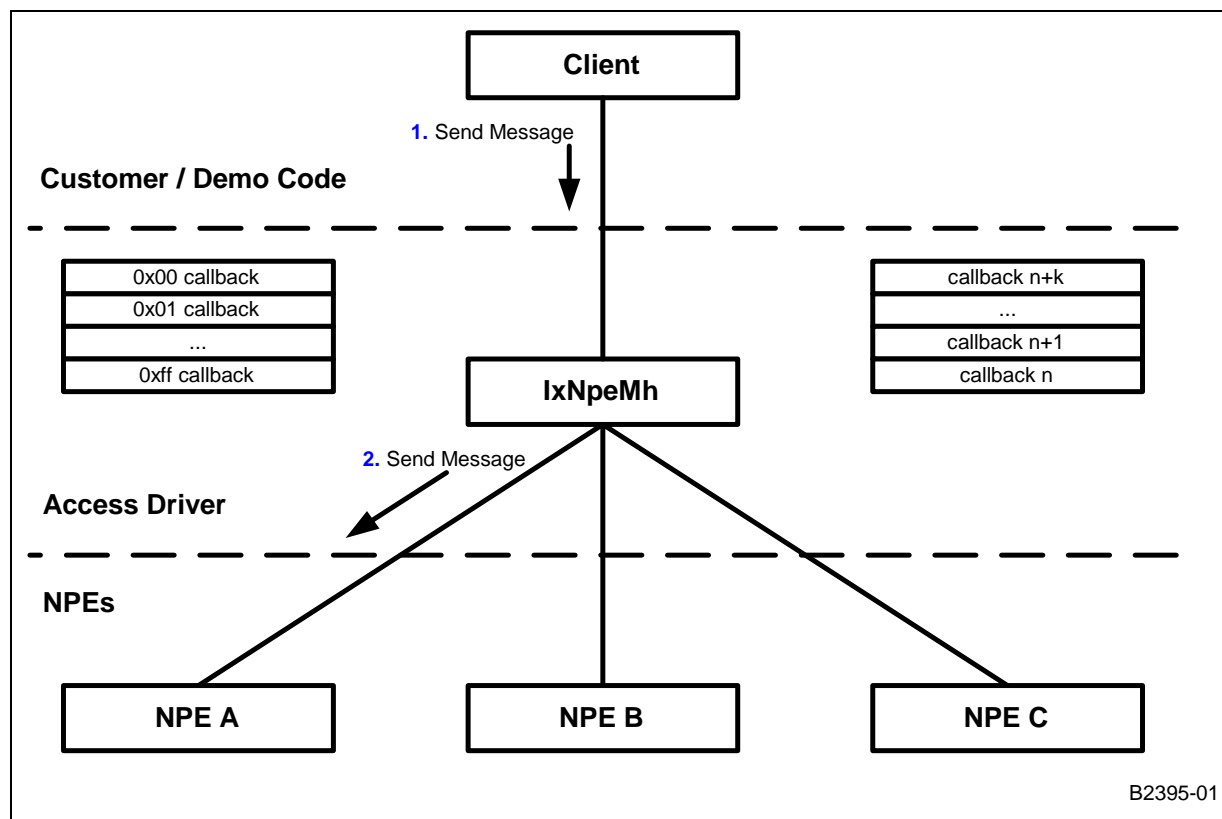 Client
1. Send Message
Customer / Demo Code
0x00 callback
0x01 callback
...
0xff callback
callback n+k
...
callback n+1
callback n
IxNpeMh
2. Send Message
Access Driver
NPEs
NPE A
NPE B
NPE C
B2395-01